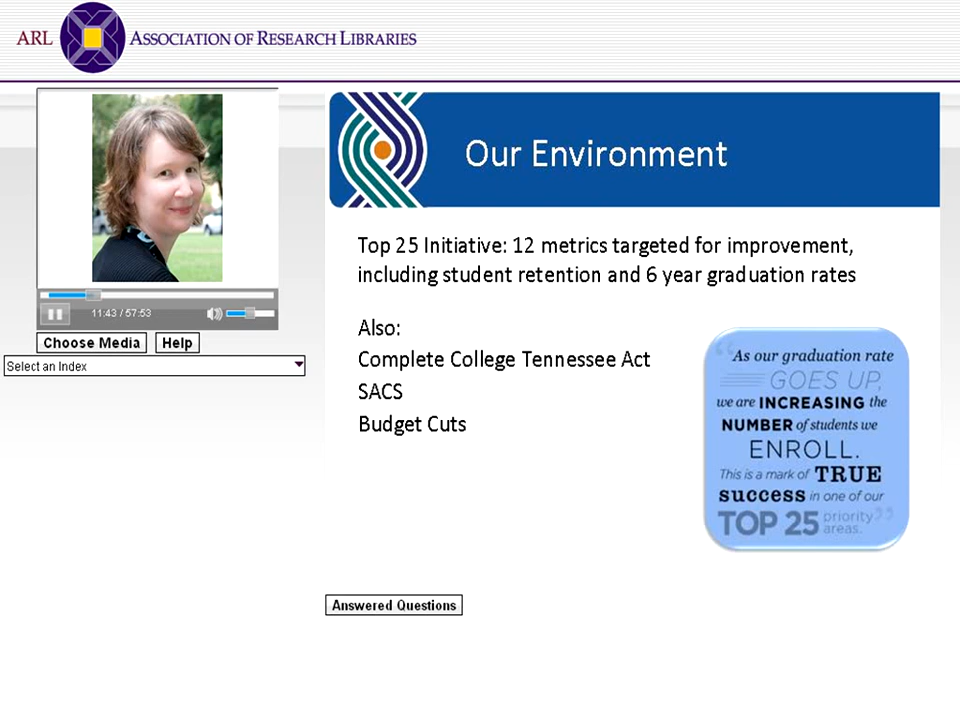 ARL ASSOCIATION OF RESEARCH LIBRARIES
11:43 / 57:53
Choose Media Help
Select an Index
Our Environment
Top 25 Initiative: 12 metrics targeted for improvement,
including student retention and 6 year graduation rates
Also:
Complete College Tennessee Act
SACS
Budget Cuts
“As our graduation rate
GOES UP,
we are INCREASING the
NUMBER of students we
ENROLL.
This is a mark of TRUE
success in one of our
TOP 25 priority
areas.”
Answered Questions